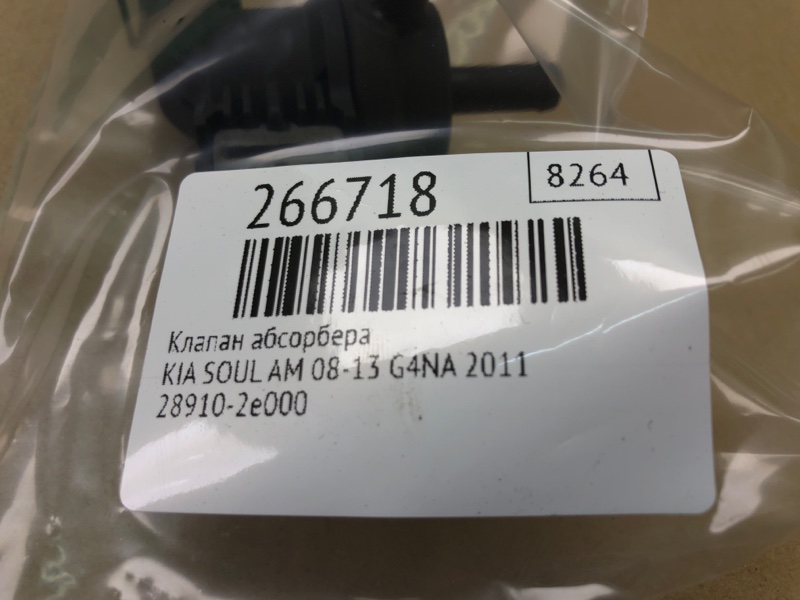 8264
266718
Клапан абсорбера
KIA SOUL AM 08-13 G4NA 2011
28910-2e000